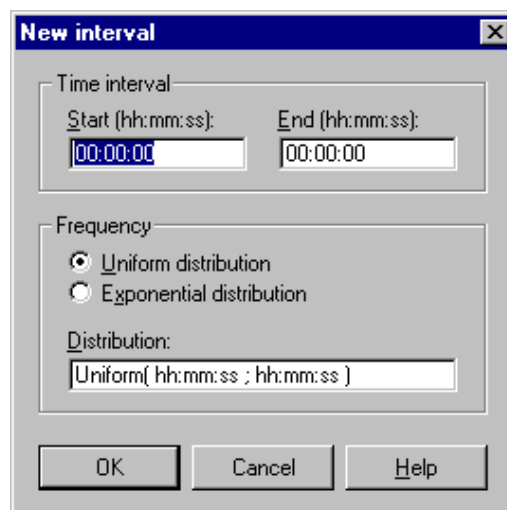 New interval
Time interval
Start (hh:mm:ss): End (hh:mm:ss):
00:00:00 00:00:00
Frequency
Uniform distribution
Exponential distribution
Distribution:
Uniform( hh:mm:ss ; hh:mm:ss )
OK Cancel Help